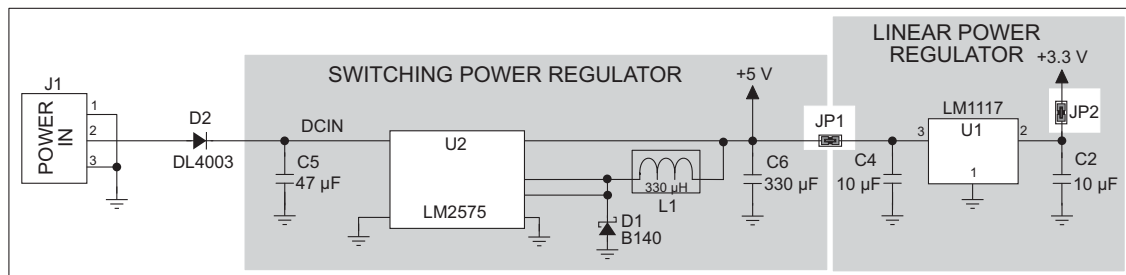 LINEAR POWER
REGULATOR
SWITCHING POWER REGULATOR
+3.3 V
+5 V
J1
POWER
IN
1
2
3
D2
DL4003
DCIN
C5
47 µF
U2
LM2575
330 µH
L1
D1
B140
C6
330 µF
JP1
C4
10 µF
LM1117
U1
3
2
1
JP2
C2
10 µF